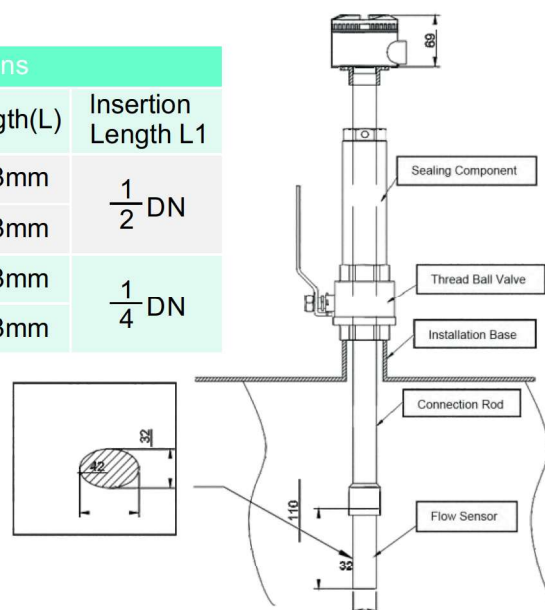 ns
gth(L)
Insertion
Length L1
3mm
1
2
DN
3mm
3mm
1
4
DN
3mm
69
Sealing Component
Thread Ball Valve
Installation Base
Connection Rod
Flow Sensor
32
42
110
32